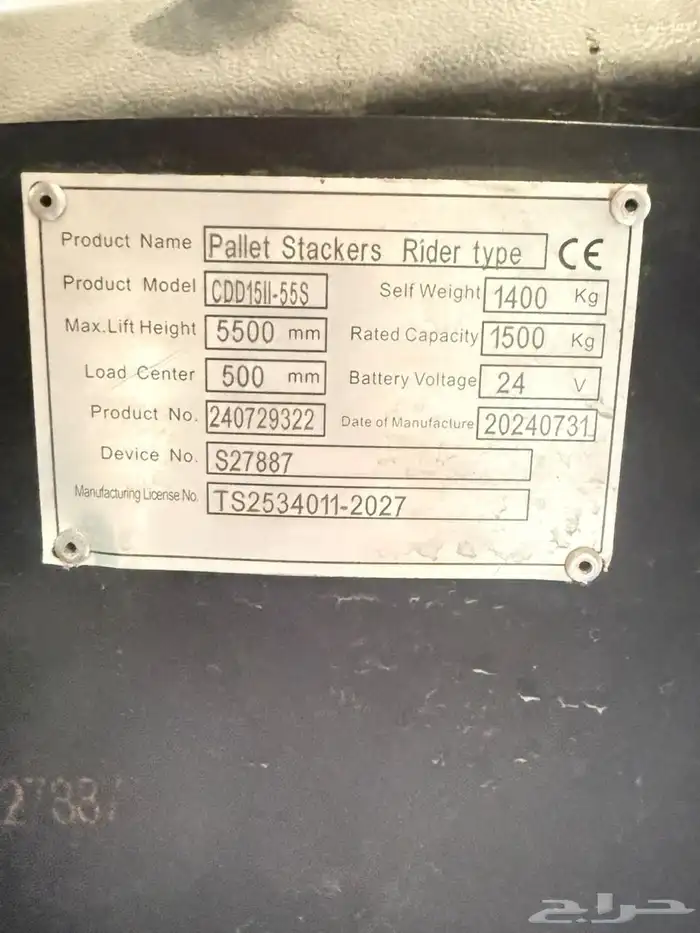 Product Name Pallet Stackers Rider type CE
Product Model CDD15II-55S Self Weight 1400 Kg
Max.Lift Height 5500 mm Rated Capacity 1500 Kg
Load Center 500 mm Battery Voltage 24 V
Product No. 240729322 Date of Manufacture 20240731
Device No. S27887
Manufacturing License No. TS2534011-2027
27887
حراج